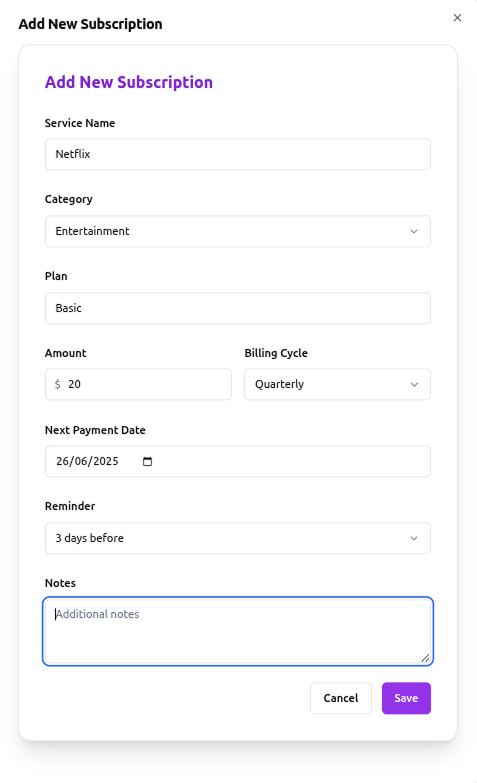 Add New Subscription
Add New Subscription
Service Name
Netflix
Category
Entertainment
Plan
Basic
Amount Billing Cycle
$ 20 Quarterly
Next Payment Date
26/06/2025
Reminder
3 days before
Notes
Additional notes
Cancel Save